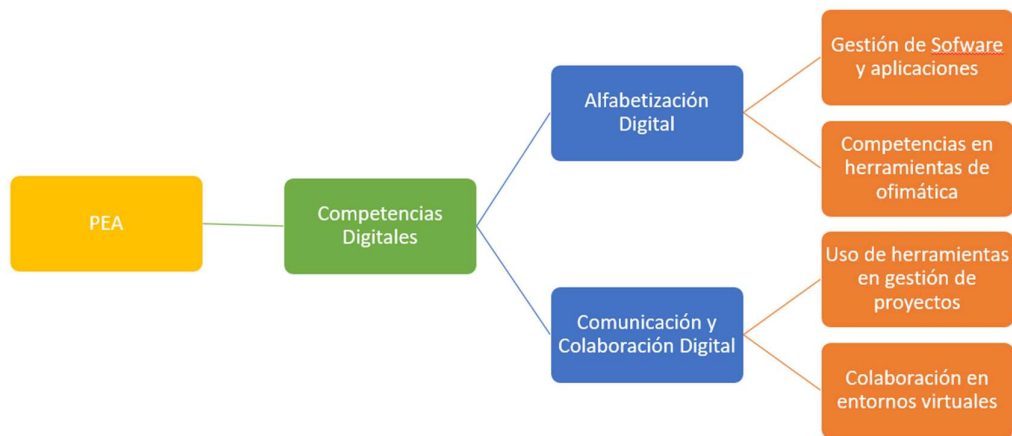 PEA
Competencias
Digitales
Alfabetización
Digital
Gestión de Sofware
y aplicaciones
Competencias en
herramientas de
ofimática
Comunicación y
Colaboración Digital
Uso de herramientas
en gestión de
proyectos
Colaboración en
entornos virtuales